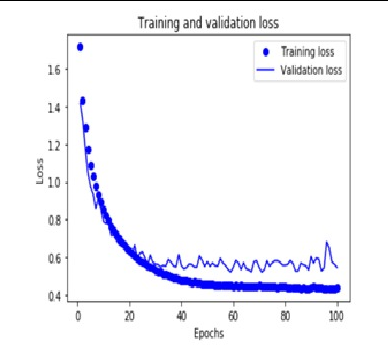 Training and validation loss
Training loss
Validation loss
1.6
1.4
1.2
1.0
0.8
0.6
0.4
Loss
0
20
40
60
80
100
Epochs